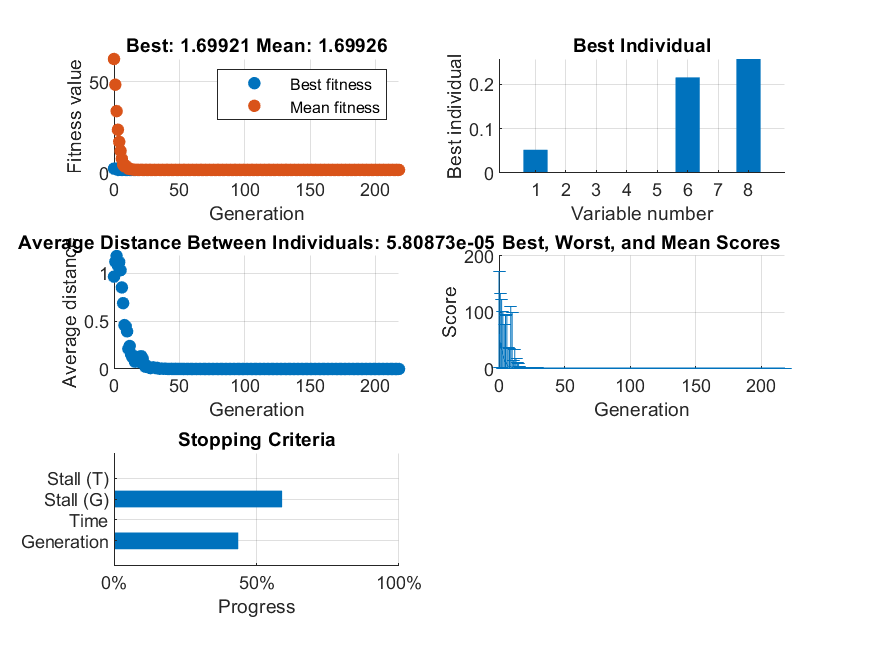 Best: 1.69921 Mean: 1.69926
Fitness value
50
0
Best fitness
Mean fitness
0 50 100 150 200
Generation
Best Individual
Best individual
0.2
0.1
0
1 2 3 4 5 6 7 8
Variable number
Average Distance Between Individuals: 5.80873e-05
Average distance
1
0.5
0
0 50 100 150 200
Generation
Best, Worst, and Mean Scores
Score
200
100
0
0 50 100 150 200
Generation
Stopping Criteria
Stall (T)
Stall (G)
Time
Generation
0% 50% 100%
Progress